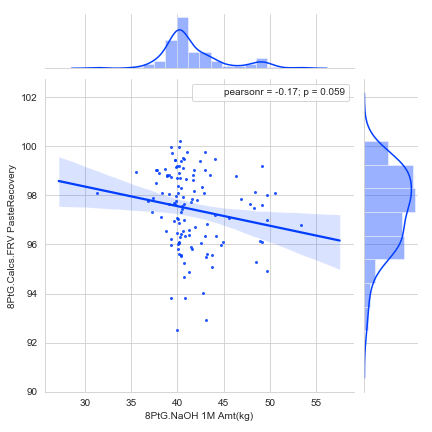 pearsonr = -0.17; p = 0.059
102
100
98
96
94
92
90
8PtG.Calcs.FRV PasteRecovery
30 35 40 45 50 55
8PtG.NaOH 1M Amt(kg)